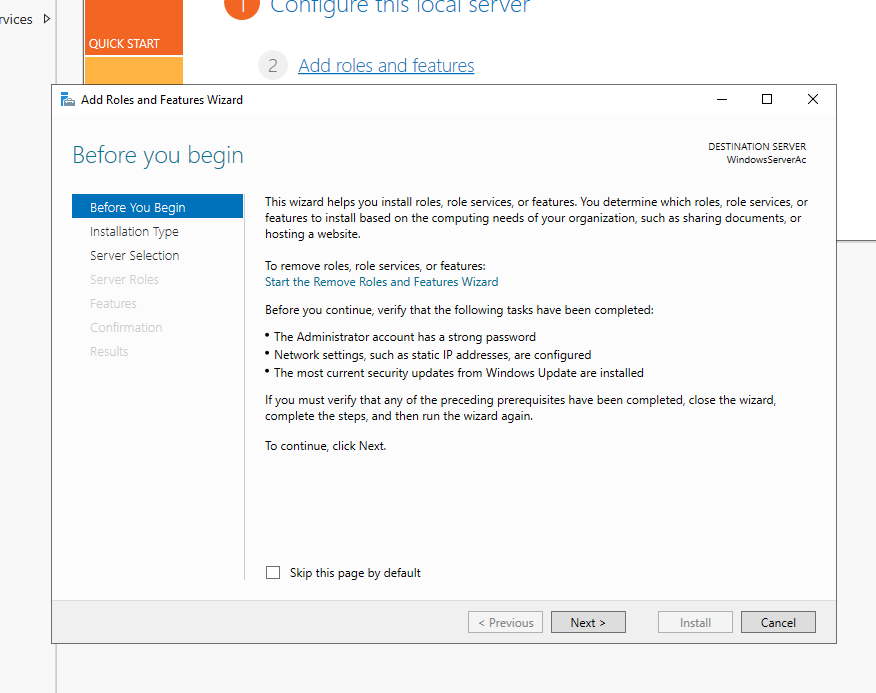 Configure this local server
rvices
QUICK START
2
Add roles and features
Add Roles and Features Wizard
Before you begin
DESTINATION SERVER
WindowsServerAc
Before You Begin
Installation Type
Server Selection
Server Roles
Features
Confirmation
Results
This wizard helps you install roles, role services, or features. You determine which roles, role services, or
features to install based on the computing needs of your organization, such as sharing documents, or
hosting a website.
To remove roles, role services, or features:
Start the Remove Roles and Features Wizard
Before you continue, verify that the following tasks have been completed:
• The Administrator account has a strong password
• Network settings, such as static IP addresses, are configured
• The most current security updates from Windows Update are installed
If you must verify that any of the preceding prerequisites have been completed, close the wizard,
complete the steps, and then run the wizard again.
To continue, click Next.
Skip this page by default
< Previous
Next >
Install
Cancel